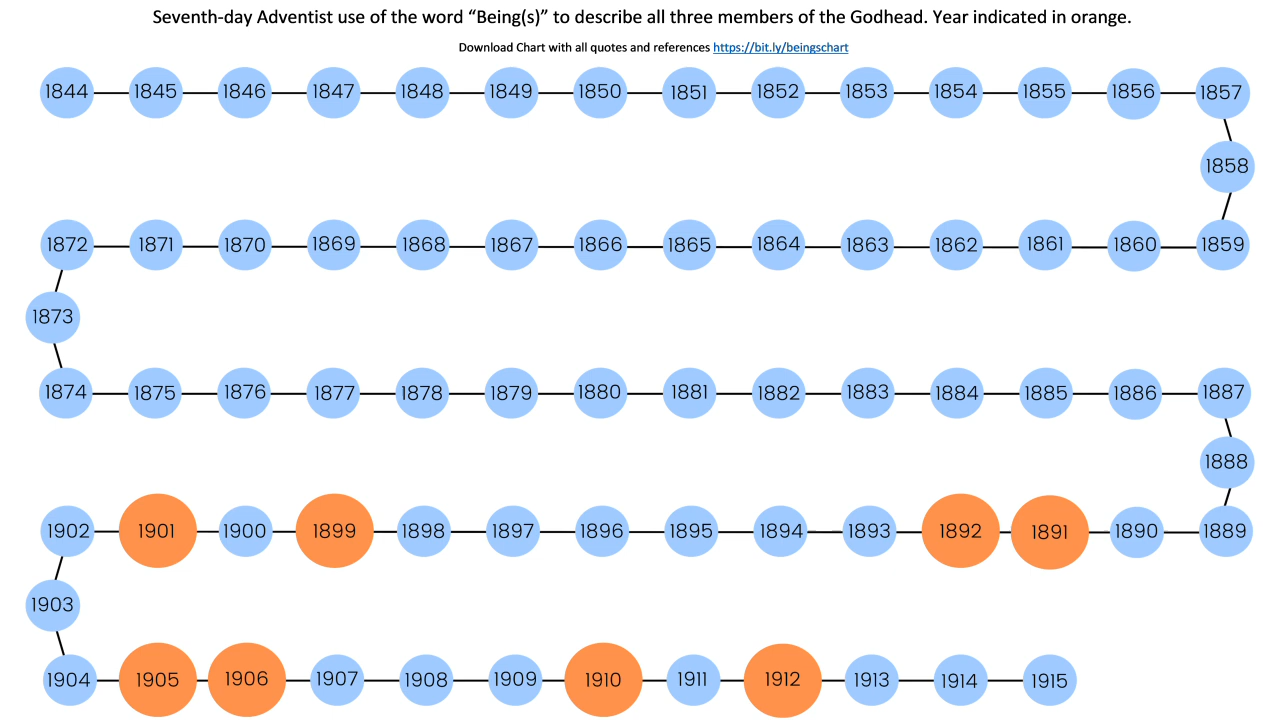 Seventh-day Adventist use of the word “Being(s)” to describe all three members of the Godhead. Year indicated in orange.
Download Chart with all quotes and references https://bit.ly/beingschart
1844 1845 1846 1847 1848 1849 1850 1851 1852 1853 1854 1855 1856 1857
1858
1872 1871 1870 1869 1868 1867 1866 1865 1864 1863 1862 1861 1860 1859
1873
1874 1875 1876 1877 1878 1879 1880 1881 1882 1883 1884 1885 1886 1887
1888
1902 1901 1900 1899 1898 1897 1896 1895 1894 1893 1892 1891 1890 1889
1903
1904 1905 1906 1907 1908 1909 1910 1911 1912 1913 1914 1915